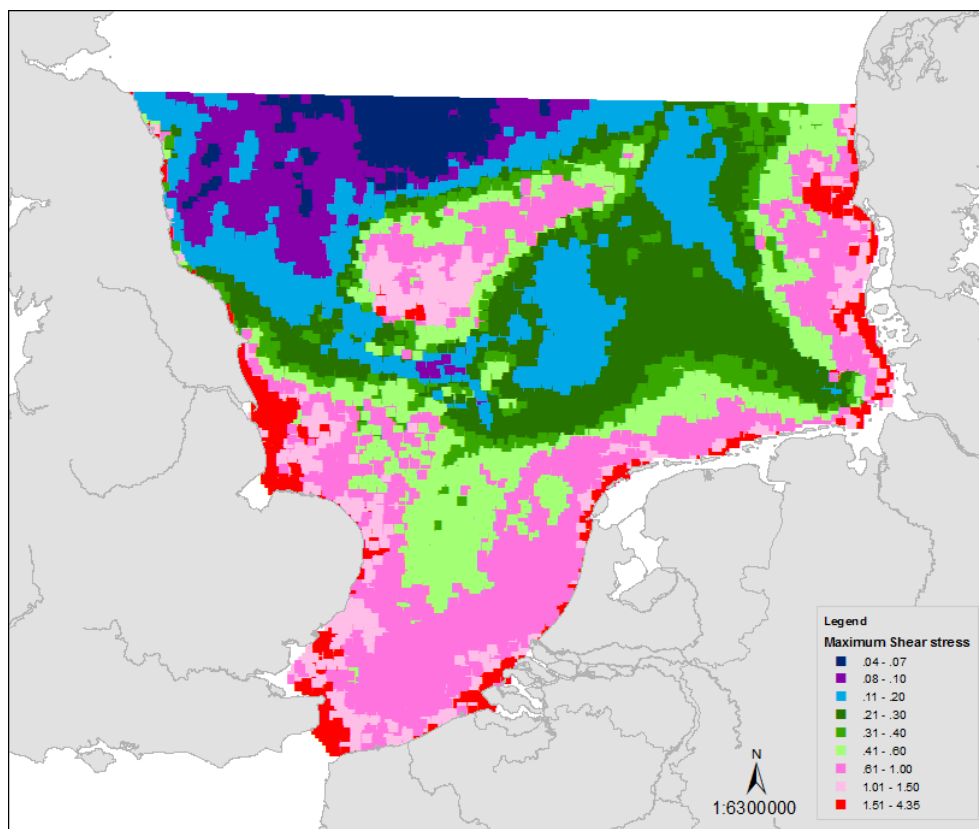 Legend
Maximum Shear stress
.04 - .07
.08 - .10
.11 - .20
.21 - .30
.31 - .40
.41 - .60
.61 - 1.00
1.01 - 1.50
1.51 - 4.35
N
1:6300000